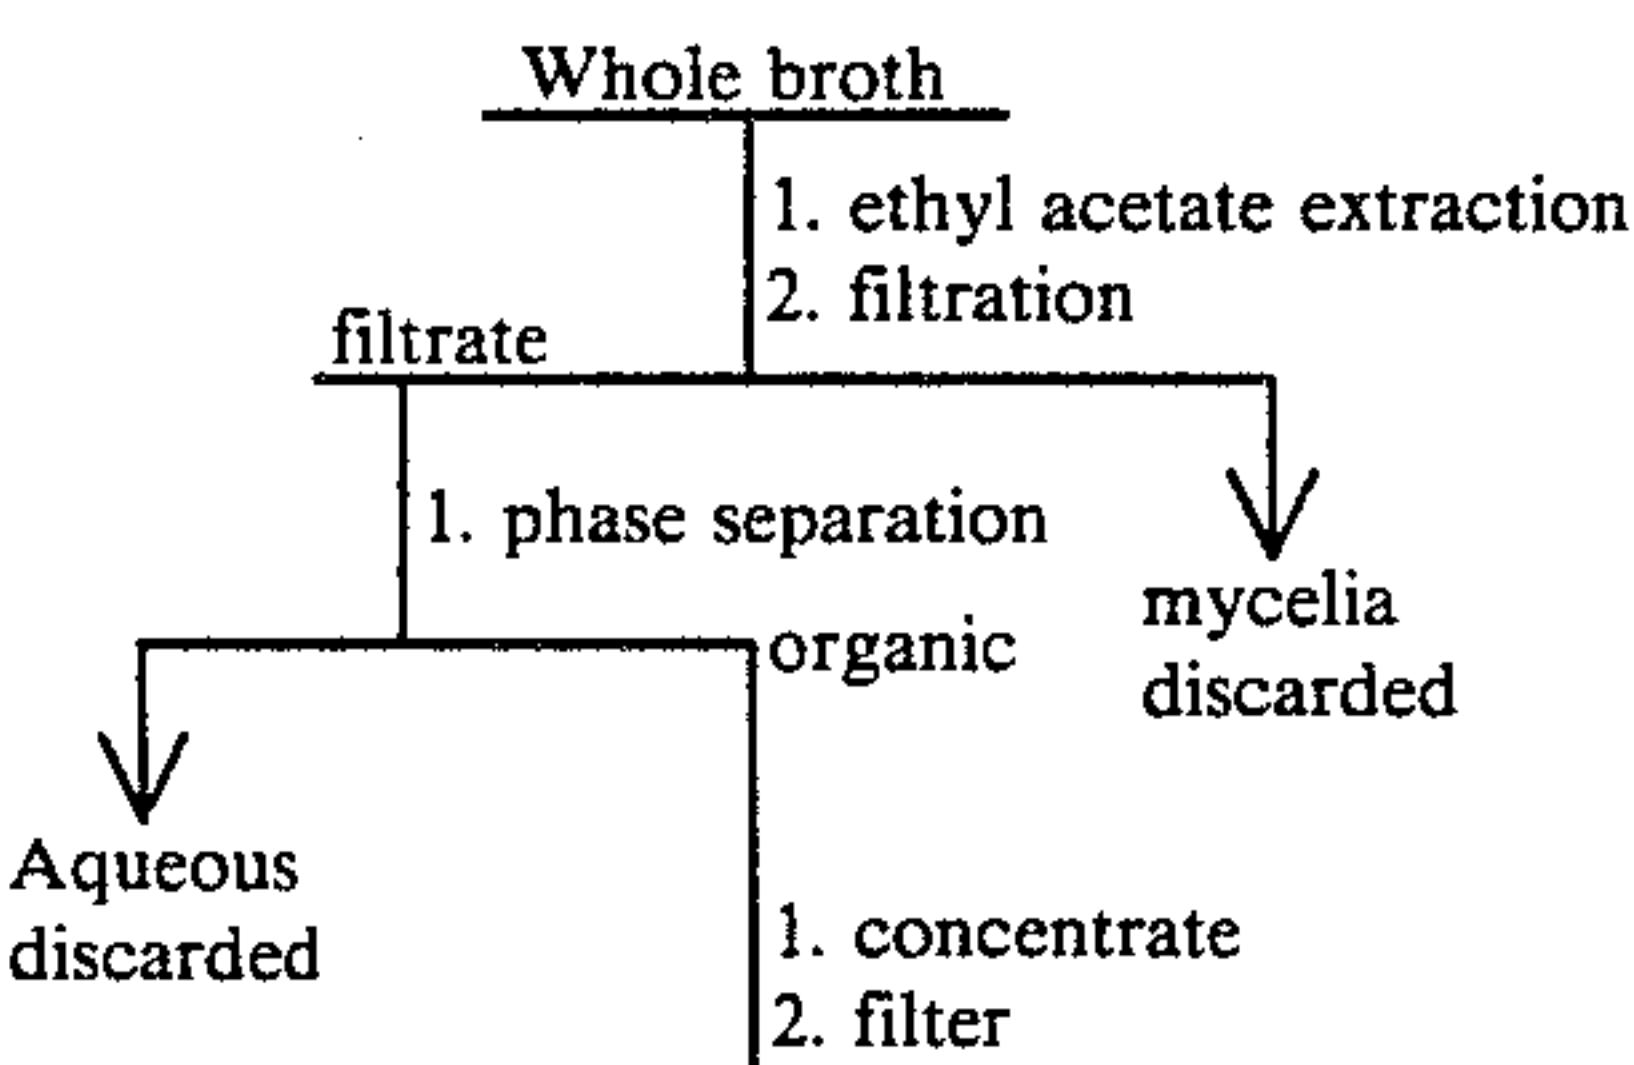 Whole broth
1. ethyl acetate extraction
2. filtration
filtrate
1. phase separation
mycelia
discarded
organic
Aqueous
discarded
1. concentrate
2. filter